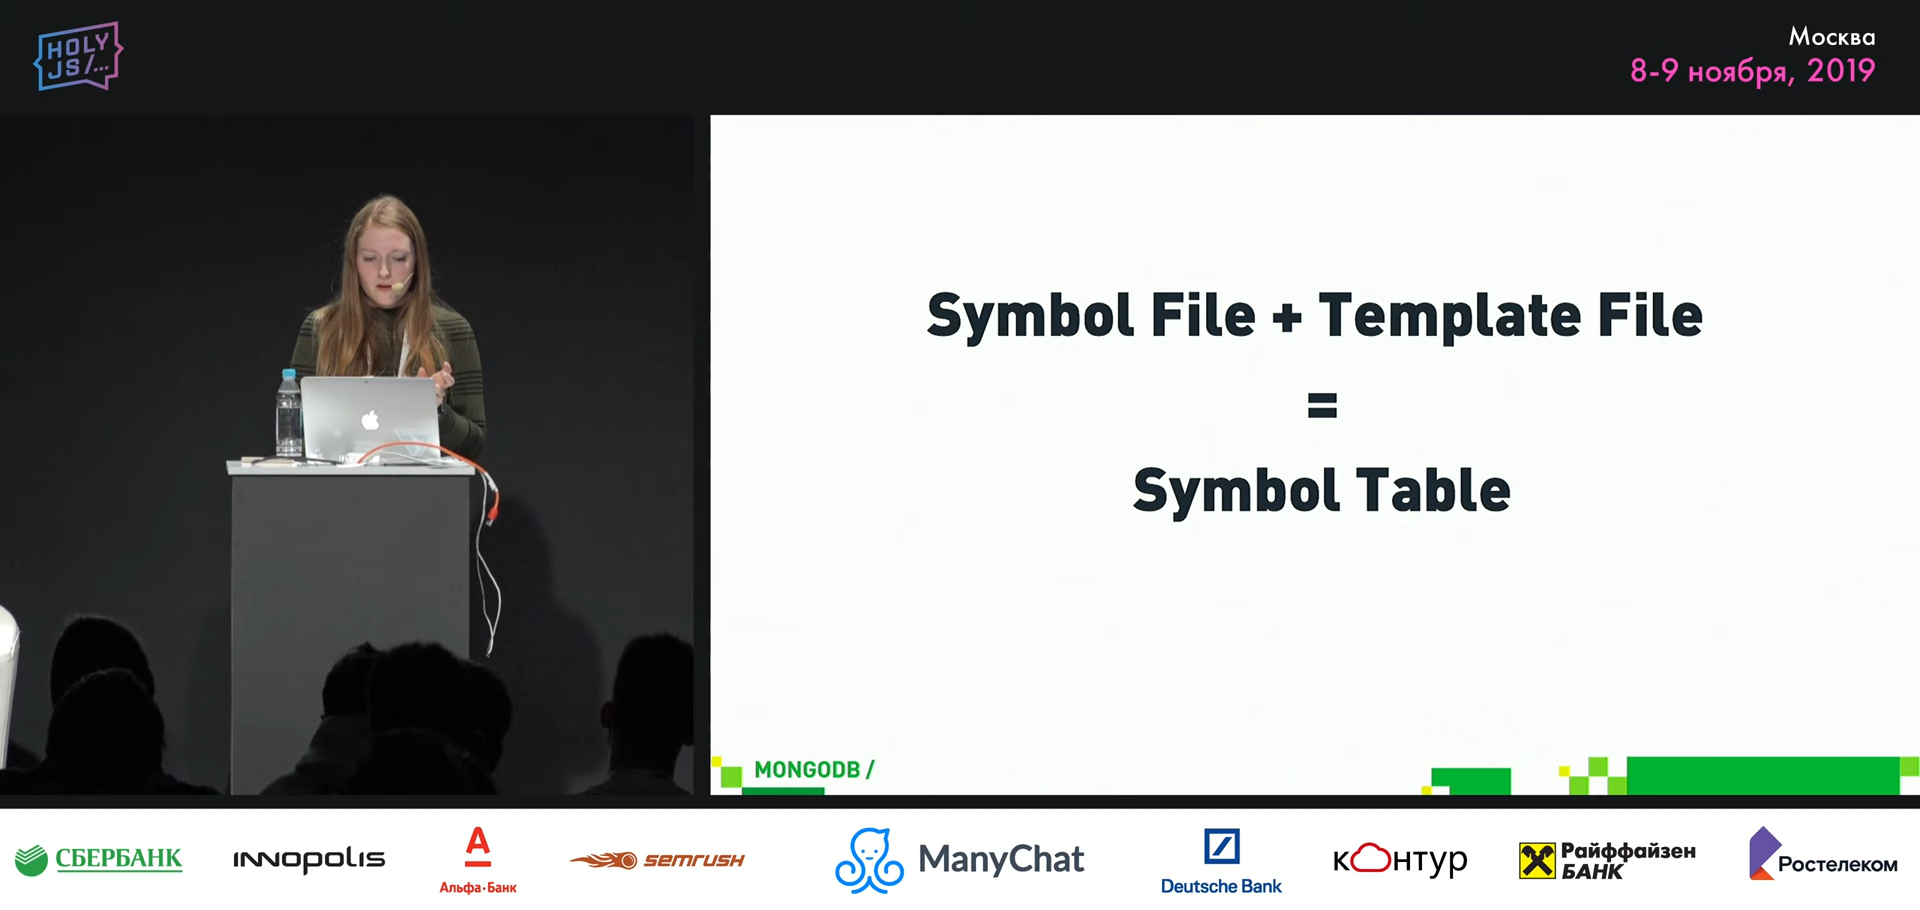 HOLY
JS/...
Москва
8-9 ноября, 2019
Symbol File + Template File
=
Symbol Table
MONGODB /
СБЕРБАНК
INNOPOLIS
Альфа·Банк
semrush
ManyChat
Deutsche Bank
кОнтур
Райффайзен
БАНК
Ростелеком